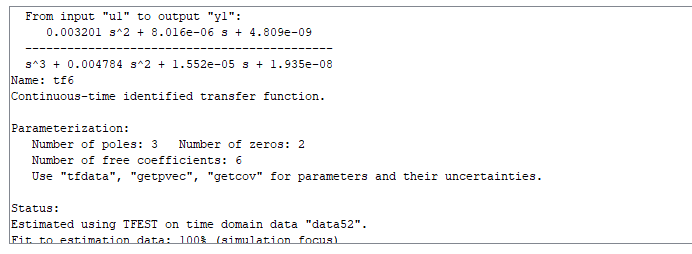 From input "u1" to output "y1":
0.003201 s^2 + 8.016e-06 s + 4.809e-09
--------------------------------------------
s^3 + 0.004784 s^2 + 1.552e-05 s + 1.935e-08
Name: tf6
Continuous-time identified transfer function.
Parameterization:
Number of poles: 3   Number of zeros: 2
Number of free coefficients: 6
Use "tfdata", "getpvec", "getcov" for parameters and their uncertainties.
Status:
Estimated using TFEST on time domain data "data52".
Fit to estimation data: 100% (simulation focus)